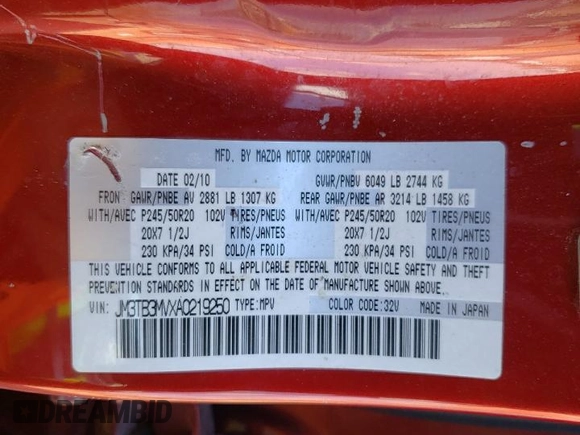 MFD. BY MAZDA MOTOR CORPORATION
DATE 02/10 GVWR/PNBV 6049 LB 2744 KG
FRON GAWR/PNBE AV 2881 LB 1307 KG REAR GAWR/PNBE AR 3214 LB 1458 KG
WITH/AVEC P245/50R20 102V TIRES/PNEUS WITH/AVEC P245/50R20 102V TIRES/PNEUS
20X7 1/2J RIMS/JANTES 20X7 1/2J RIMS/JANTES
230 KPA/34 PSI COLD/A FROID 230 KPA/34 PSI COLD/A FROID
THIS VEHICLE CONFORMS TO ALL APPLICABLE FEDERAL MOTOR VEHICLE SAFETY AND THEFT
PREVENTION STANDARDS IN EFFECT ON THE DATE OF MANUFACTURE SHOWN ABOVE.
VIN: JM3TB3MVXA0219250 TYPE: MPV COLOR CODE: 32V MADE IN JAPAN
DREAMBID